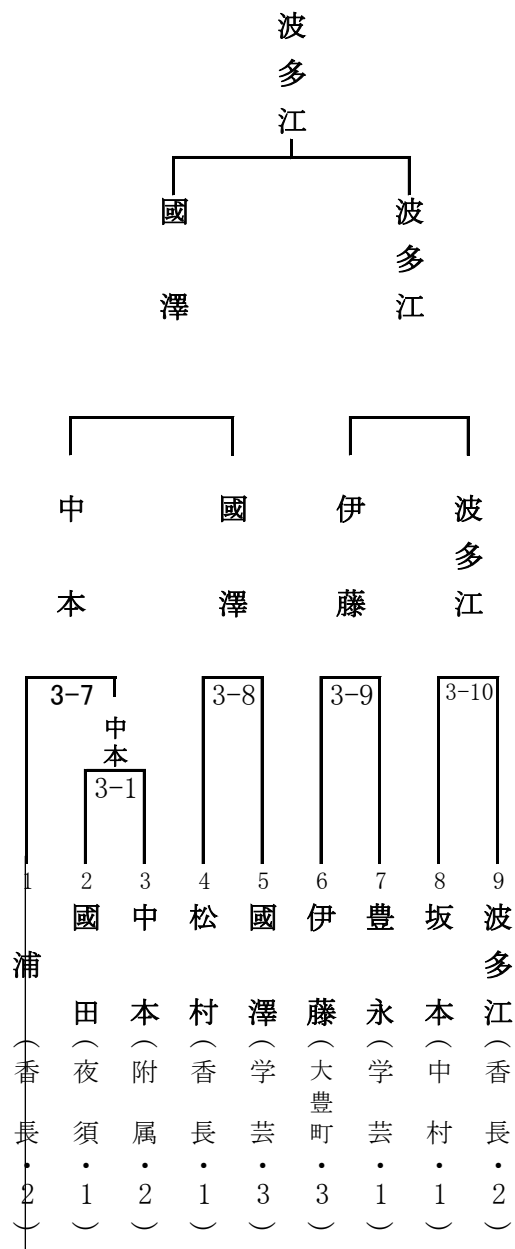 波多江
國澤
波多江
中本
國澤
伊藤
波多江
3-7
3-8
3-9
3-10
中本
3-1
1
2
3
4
5
6
7
8
9
浦(香長・2)
國田(夜須・1)
中本(附属・2)
松村(香長・1)
國澤(学芸・3)
伊藤(大豊町・3)
豊永(学芸・1)
坂本(中村・1)
波多江(香長・2)